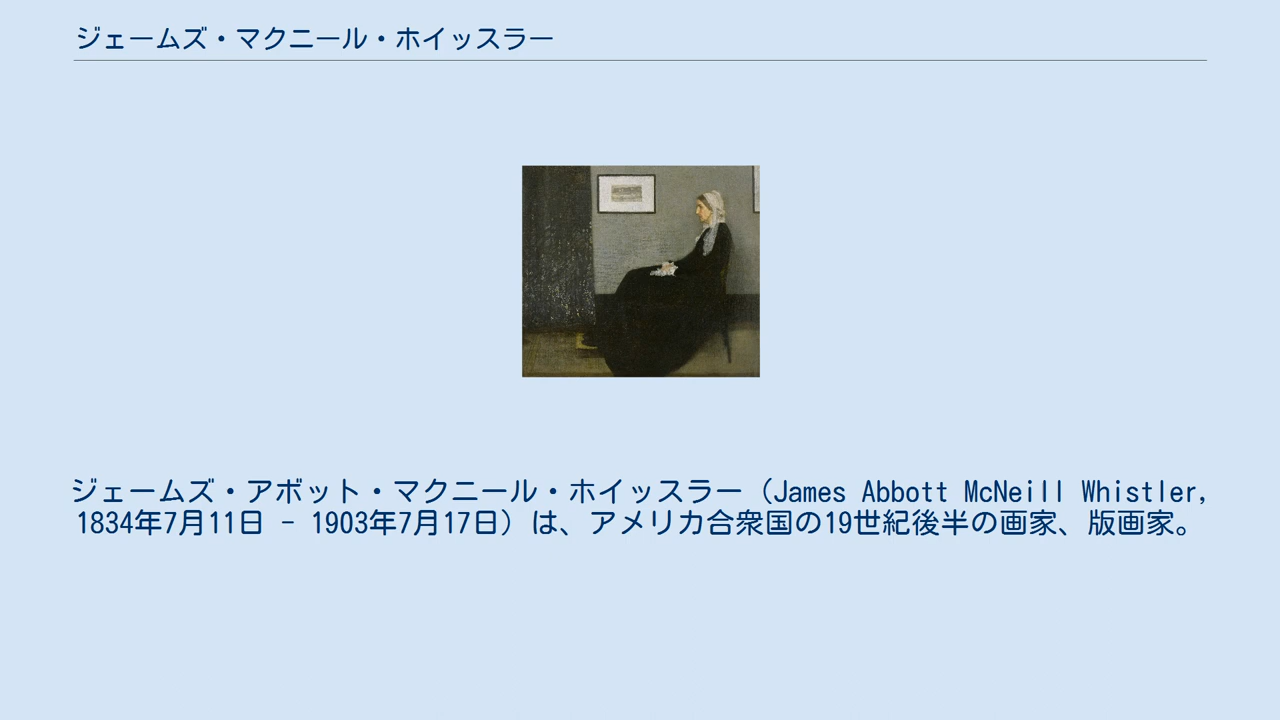 ジェームズ・マクニール・ホイッスラー
ジェームズ・アボット・マクニール・ホイッスラー（James Abbott McNeill Whistler,
1834年7月11日 - 1903年7月17日）は、アメリカ合衆国の19世紀後半の画家、版画家。